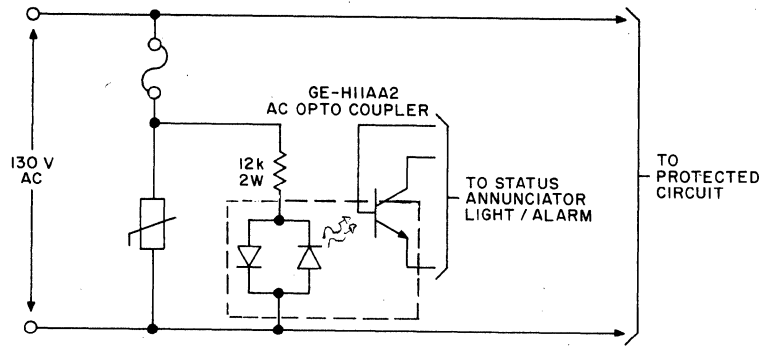 GE-H11AA2
AC OPTO COUPLER
130 V
AC
12k
2W
TO STATUS
ANNUNCIATOR
LIGHT / ALARM
TO
PROTECTED
CIRCUIT